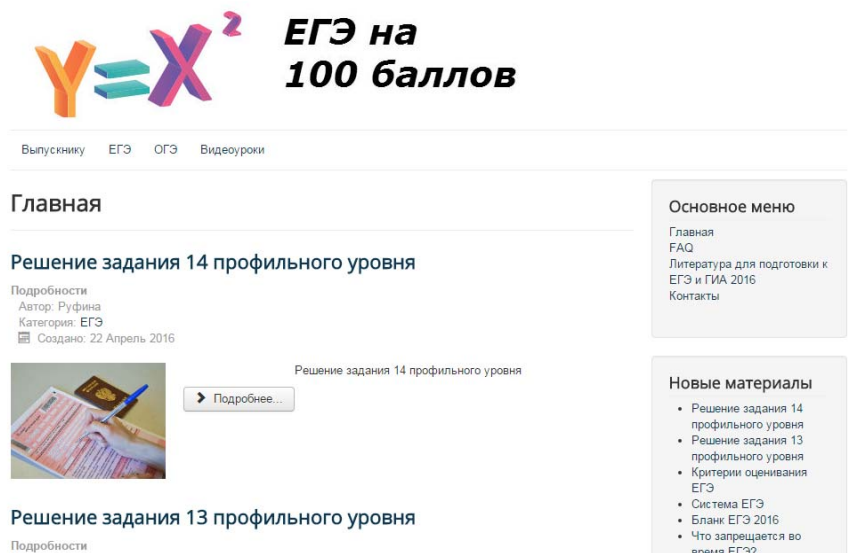 Y=X²
ЕГЭ на
100 баллов
Выпускнику ЕГЭ ОГЭ Видеоуроки
Главная
Решение задания 14 профильного уровня
Подробности
Автор: Руфина
Категория: ЕГЭ
Создано: 22 Апрель 2016
Решение задания 14 профильного уровня
Подробнее...
Решение задания 13 профильного уровня
Подробности
Основное меню
Главная
FAQ
Литература для подготовки к
ЕГЭ и ГИА 2016
Контакты
Новые материалы
Решение задания 14
профильного уровня
Решение задания 13
профильного уровня
Критерии оценивания
ЕГЭ
Система ЕГЭ
Бланк ЕГЭ 2016
Что запрещается во
время ЕГЭ?